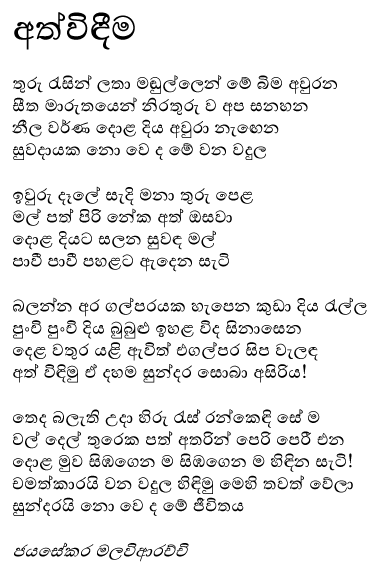 අත්විඳීම
තුරු රැසින් ලතා මඬුල්ලෙන් මේ බිම අවුරන
සීත මාරුතයෙන් නිරතුරු ව අප සනහන
නීල වර්ණ දොළ දිය අවුරා නැඟෙන
සුවදායක නො වෙ ද මේ වන වදුල
ඉවුරු දෑලේ සැදි මනා තුරු පෙළ
මල් පත් පිරි නේක අත් ඔසවා
දොළ දියට සලන සුවඳ මල්
පාවී පාවී පහළට ඇදෙන සැටි
බලන්න අර ගල්පරයක හැපෙන කුඩා දිය රැල්ල
පුංචි පුංචි දිය බුබුළු ඉහළ විද සිනාසෙන
දෙළ වතුර යළි ඇවිත් එගල්පර සිප වැලඳ
අත් විඳිමු ඒ දහම සුන්දර සොබා අසිරිය!
තෙද බලැති උදා හිරු රැස් රන්කෙඳි සේ ම
වල් දෙල් තුරෙක පත් අතරින් පෙරි පෙරී එන
දොළ මුව සිඹගෙන ම සිඹගෙන ම හිඳින සැටි!
චමත්කාරයි වන වදුල හිඳිමු මෙහි තවත් වේලා
සුන්දරයි නො වෙ ද මේ ජීවිතය
ජයසේකර මලවිආරච්චි